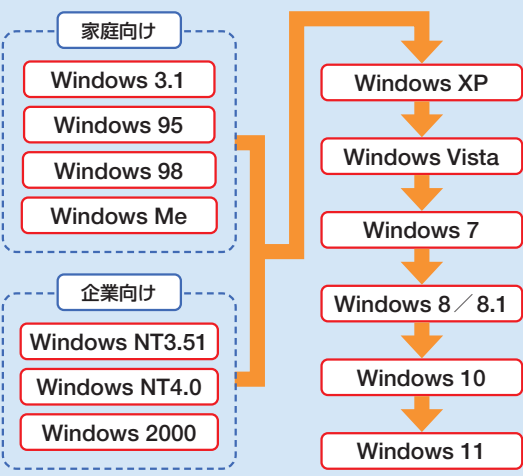 家庭向け
Windows 3.1
Windows 95
Windows 98
Windows Me
企業向け
Windows NT3.51
Windows NT4.0
Windows 2000
Windows XP
Windows Vista
Windows 7
Windows 8／8.1
Windows 10
Windows 11